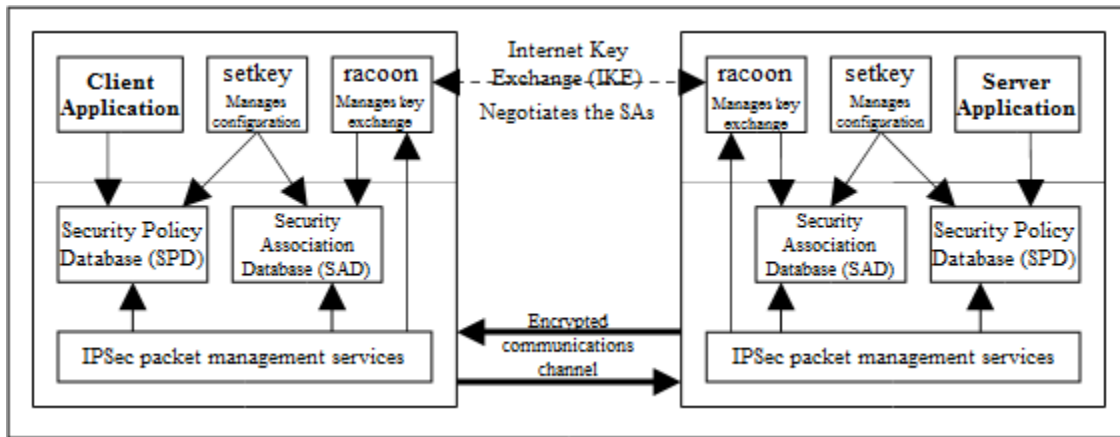 Client
Application
setkey
Manages
configuration
racoon
Manages key
exchange
Internet Key
Exchange (IKE)
Negotiates the SAs
racoon
Manages key
exchange
setkey
Manages
configuration
Server
Application
Security Policy
Database (SPD)
Security
Association
Database (SAD)
Security
Association
Database (SAD)
Security Policy
Database (SPD)
IPSec packet management services
Encrypted
communications
channel
IPSec packet management services